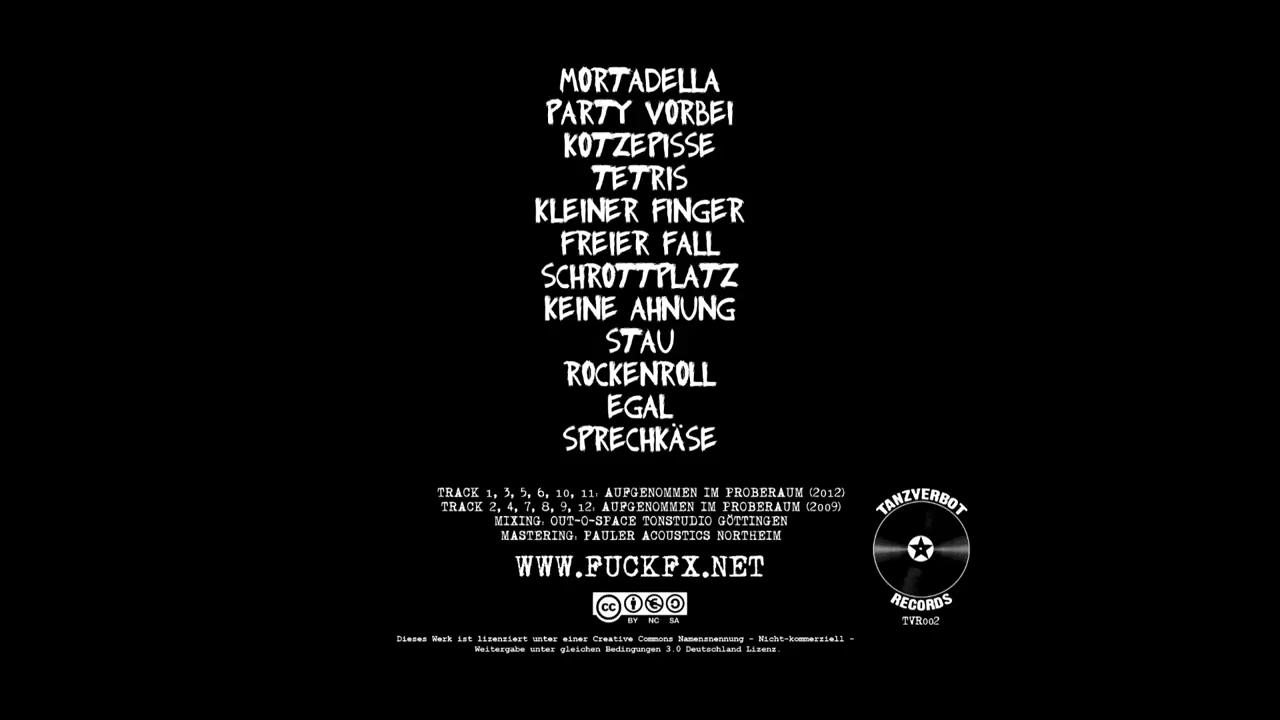 MORTADELLA
PARTY VORBEI
KOTZEPISSE
TETRIS
KLEINER FINGER
FREIER FALL
SCHROTTPLATZ
KEINE AHNUNG
STAU
ROCKENROLL
EGAL
SPRECHKÄSE
TRACK 1, 3, 5, 6, 10, 11: AUFGENOMMEN IM PROBERAUM (2012)
TRACK 2, 4, 7, 8, 9, 12: AUFGENOMMEN IM PROBERAUM (2009)
MIXING: OUT-O-SPACE TONSTUDIO GÖTTINGEN
MASTERING: PAULER ACOUSTICS NORTHEIM
WWW.FUCKFX.NET
cc
BY NC SA
Dieses Werk ist lizenziert unter einer Creative Commons Namensnennung - Nicht-kommerziell -
Weitergabe unter gleichen Bedingungen 3.0 Deutschland Lizenz.
TANZVERBOT
RECORDS
TVR002